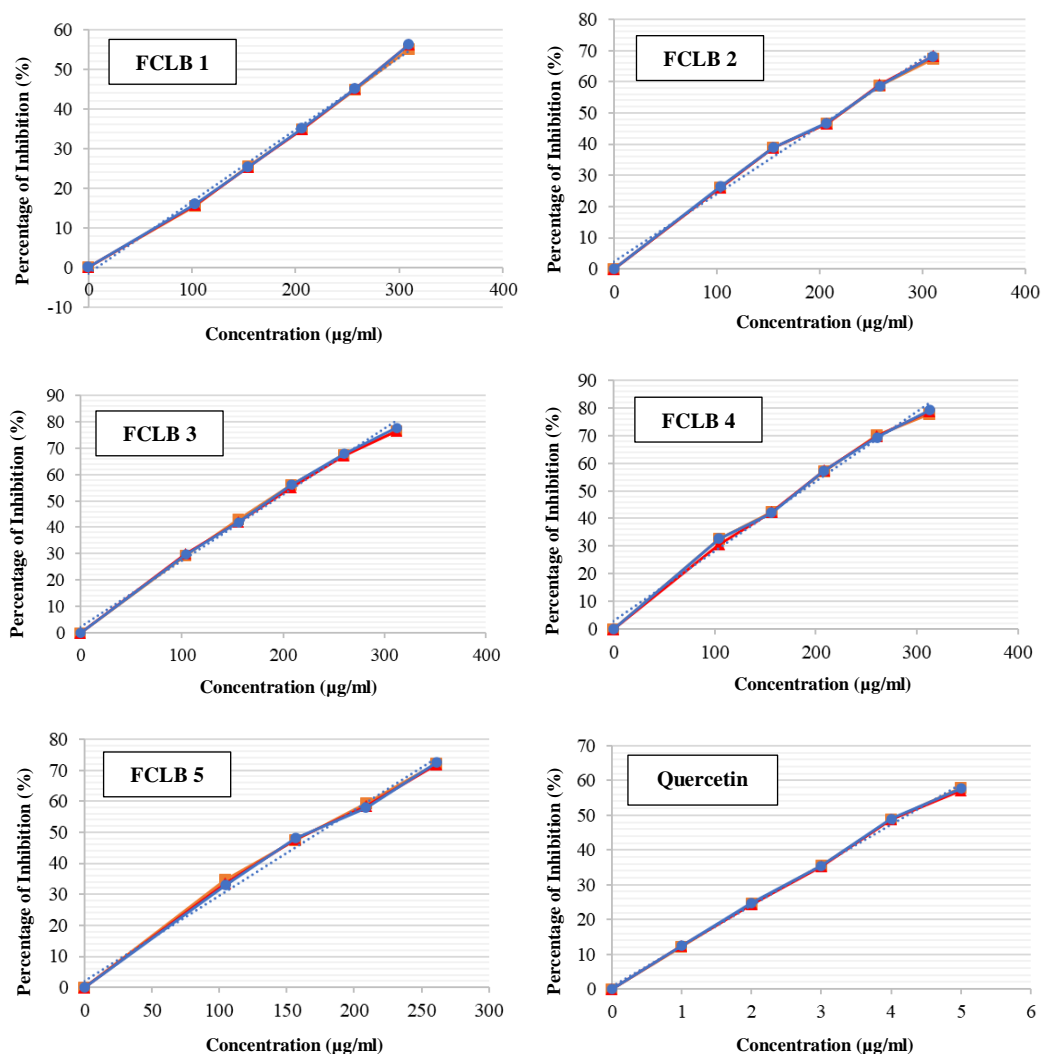 FCLB 1
Percentage of Inhibition (%)
60
50
40
30
20
10
0
-10
0 100 200 300 400
Concentration (µg/ml)
FCLB 2
Percentage of Inhibition (%)
80
70
60
50
40
30
20
10
0
0 100 200 300 400
Concentration (µg/ml)
FCLB 3
Percentage of Inhibition (%)
90
80
70
60
50
40
30
20
10
0
0 100 200 300 400
Concentration (µg/ml)
FCLB 4
Percentage of Inhibition (%)
90
80
70
60
50
40
30
20
10
0
0 100 200 300 400
Concentration (µg/ml)
FCLB 5
Percentage of Inhibition (%)
80
70
60
50
40
30
20
10
0
0 50 100 150 200 250 300
Concentration (µg/ml)
Quercetin
Percentage of Inhibition (%)
70
60
50
40
30
20
10
0
0 1 2 3 4 5 6
Concentration (µg/ml)